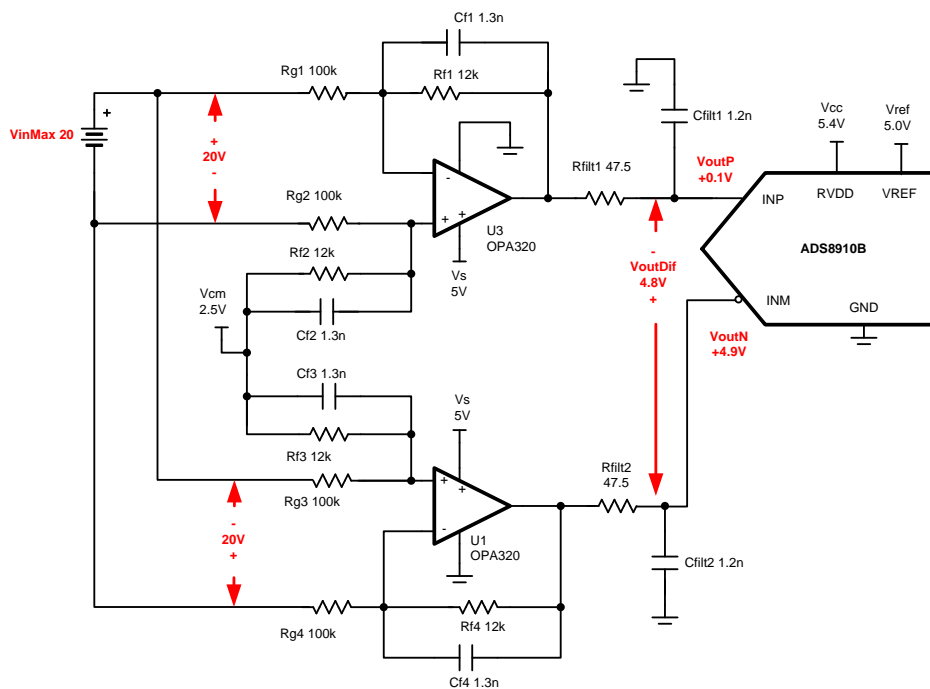 Cf1 1.3n
Rg1 100k
Rf1 12k
+
VinMax 20
+
20V
-
Vcc
5.4V
Vref
5.0V
Cfilt1 1.2n
Rfilt1 47.5
VoutP
+0.1V
INP
RVDD
VREF
-
+
+
U3
OPA320
Rg2 100k
Rf2 12k
Vs
5V
Vcm
2.5V
Cf2 1.3n
-
VoutDif
4.8V
+
ADS8910B
INM
GND
VoutN
+4.9V
Cf3 1.3n
Vs
5V
Rf3 12k
Rg3 100k
+
+
-
U1
OPA320
Rfilt2
47.5
-
20V
+
Cfilt2 1.2n
Rg4 100k
Rf4 12k
Cf4 1.3n